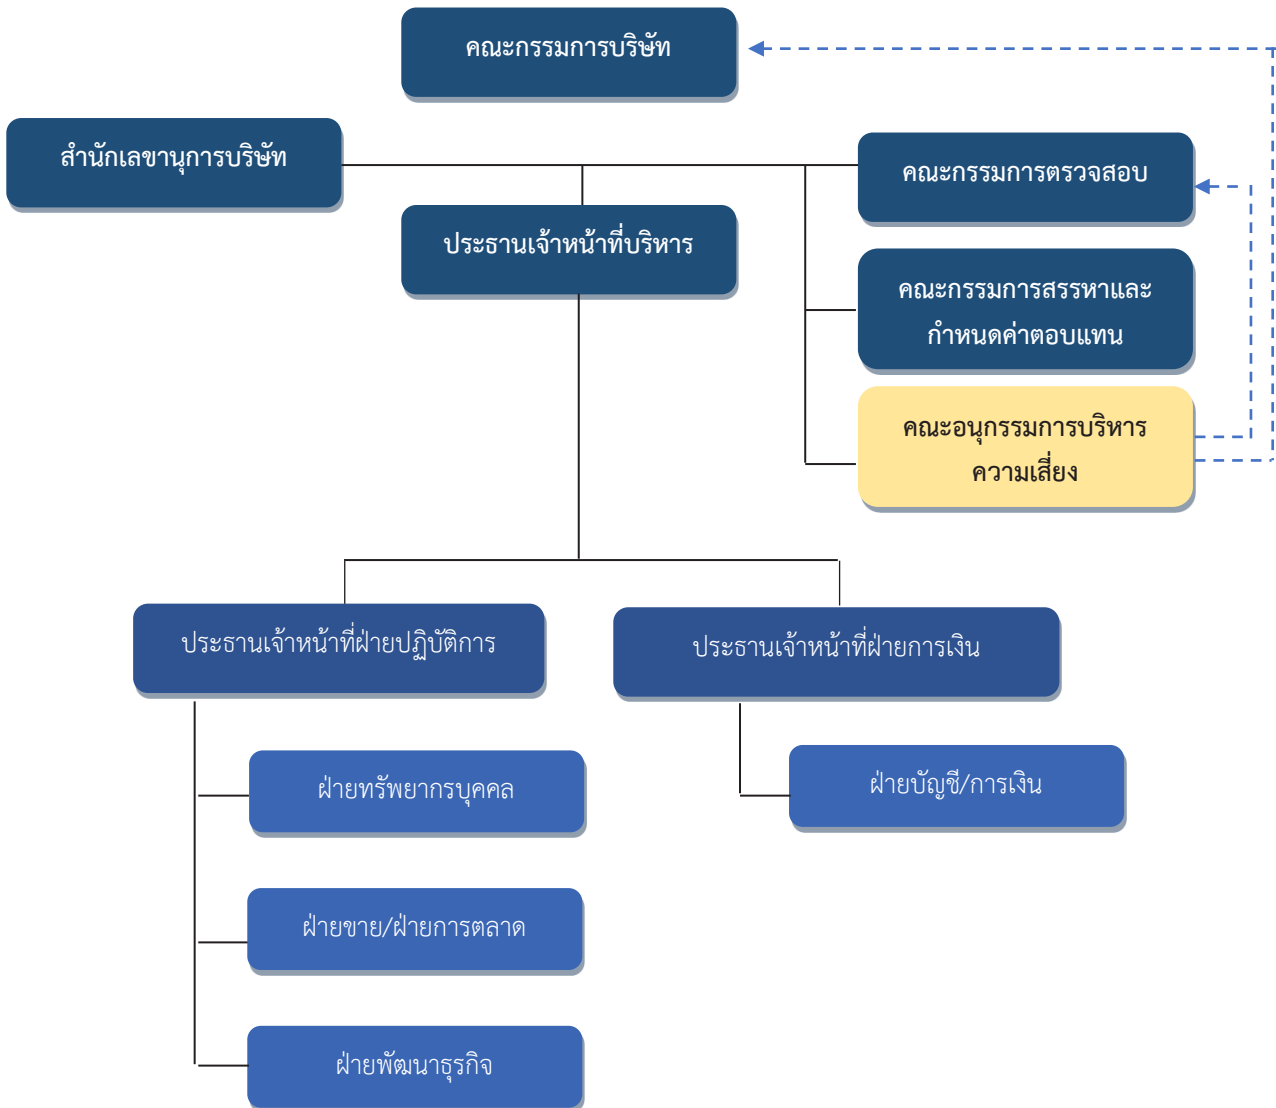 คณะกรรมการบริษัท
สำนักเลขานุการบริษัท
คณะกรรมการตรวจสอบ
ประธานเจ้าหน้าที่บริหาร
คณะกรรมการสรรหาและ
กำหนดค่าตอบแทน
คณะอนุกรรมการบริหาร
ความเสี่ยง
ประธานเจ้าหน้าที่ฝ่ายปฏิบัติการ
ประธานเจ้าหน้าที่ฝ่ายการเงิน
ฝ่ายทรัพยากรบุคคล
ฝ่ายบัญชี/การเงิน
ฝ่ายขาย/ฝ่ายการตลาด
ฝ่ายพัฒนาธุรกิจ